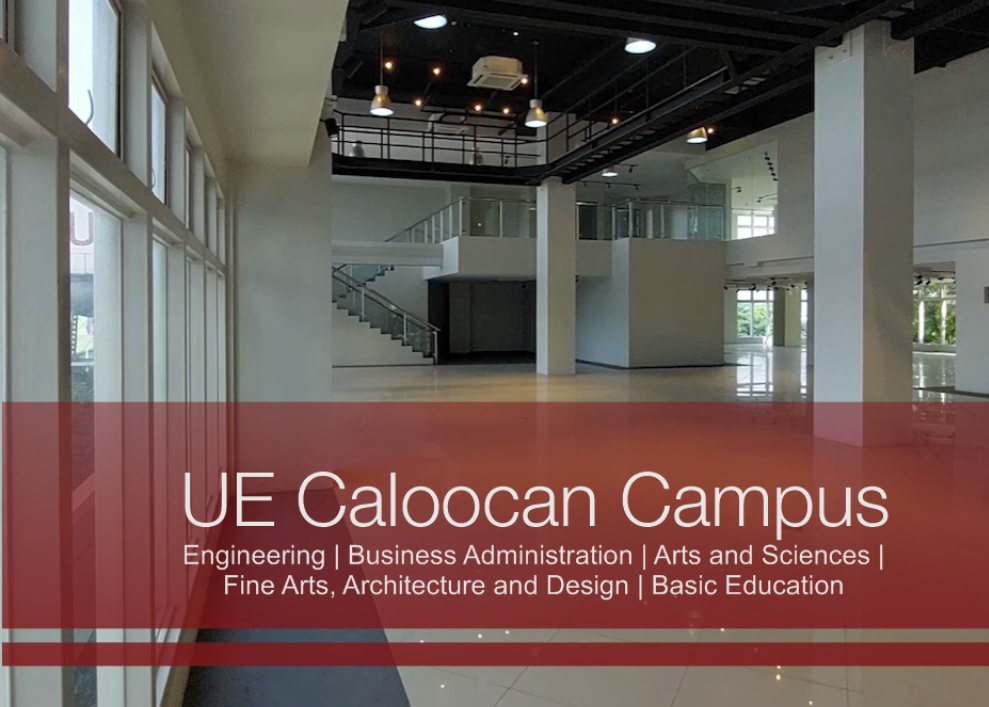 UE Caloocan Campus
Engineering | Business Administration | Arts and Sciences |
Fine Arts, Architecture and Design | Basic Education